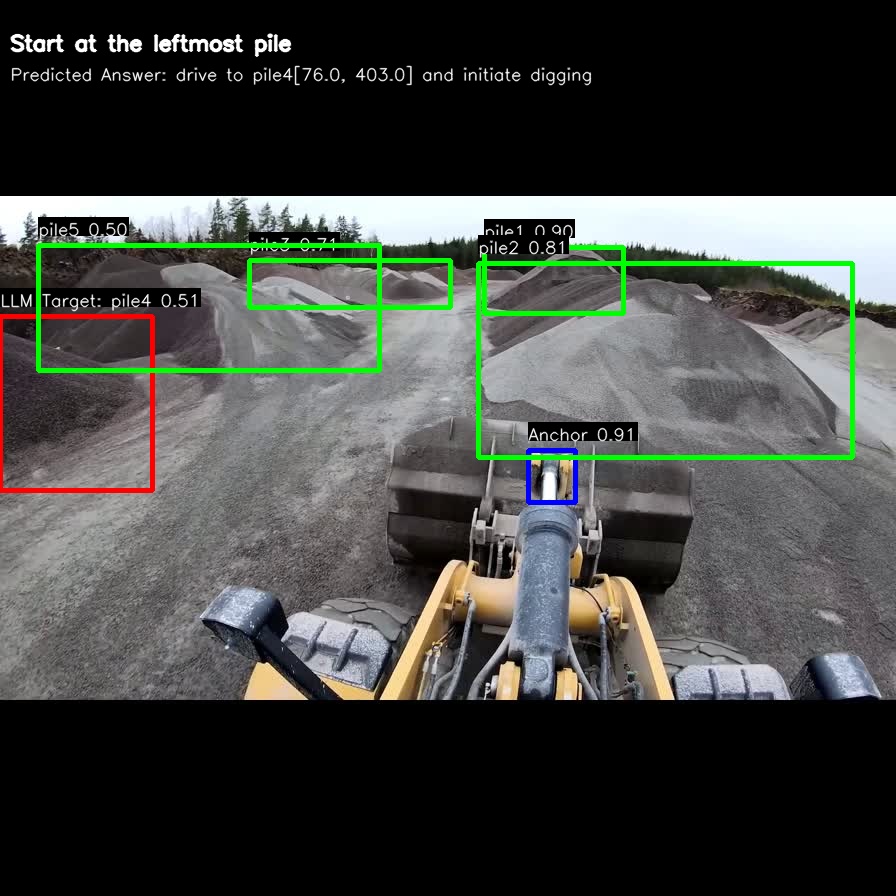 Start at the leftmost pile
Predicted Answer: drive to pile4[76.0, 403.0] and initiate digging
pile5 0.50
pile3 0.71
pile1 0.90
pile2 0.81
LLM Target: pile4 0.51
Anchor 0.91